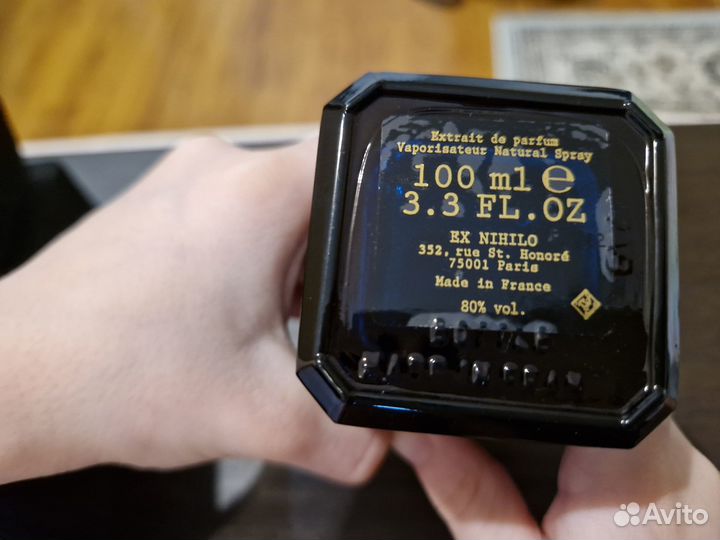 Extrait de parfum
Vaporisateur Natural Spray
100 ml ℮
3.3 FL.OZ
EX NIHILO
352, rue St. Honoré
75001 Paris
Made in France
80% vol.
Avito